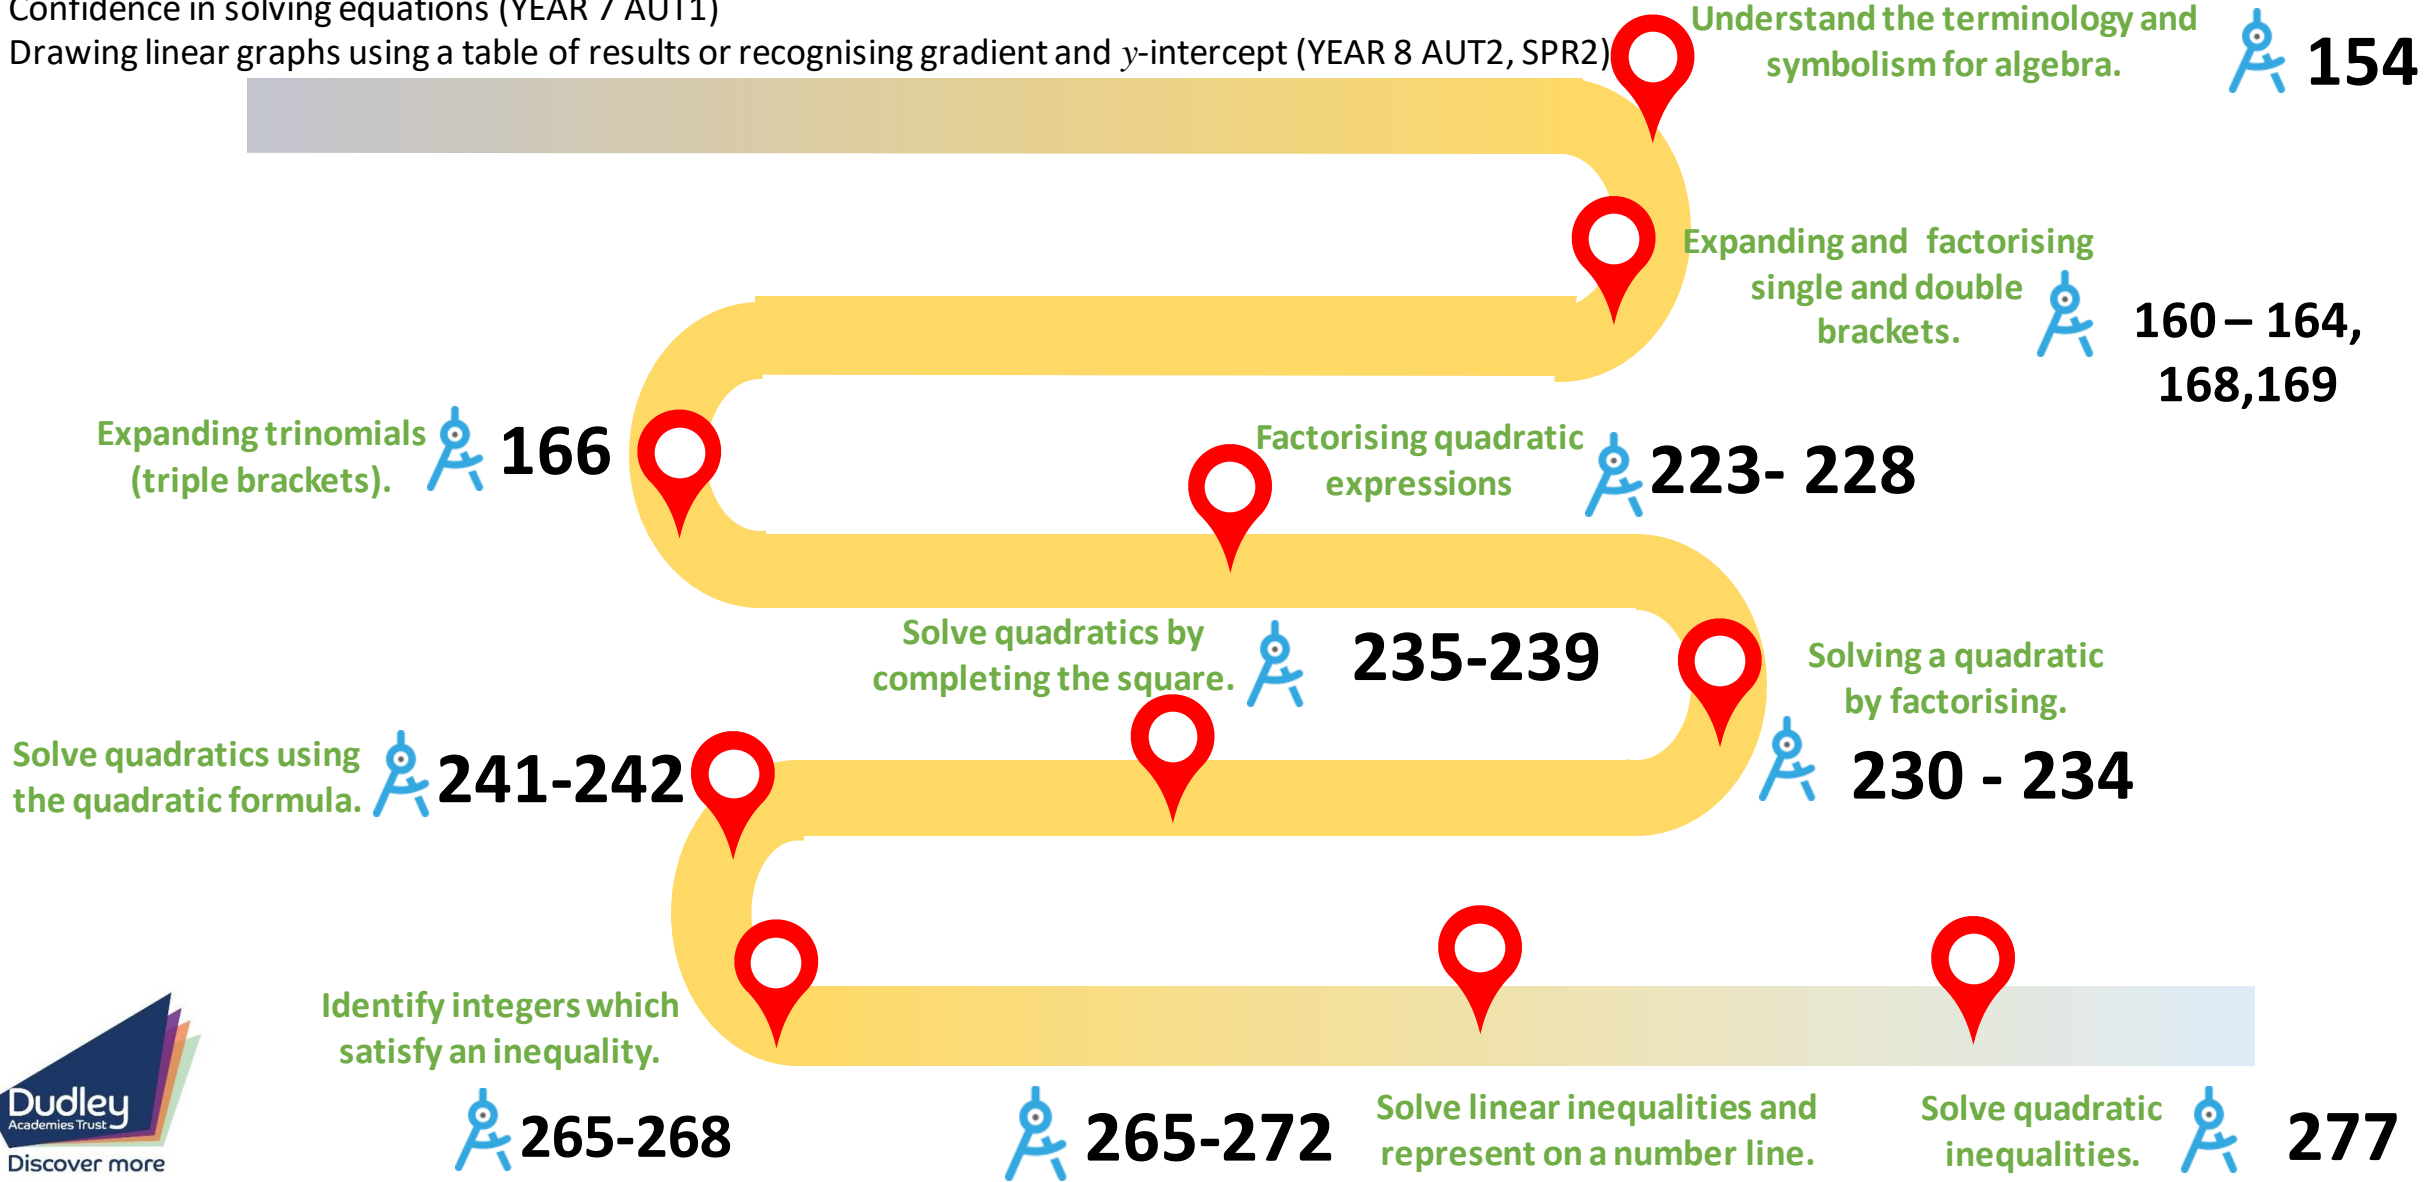 Confidence in solving equations (YEAR 7 AUT1)
Drawing linear graphs using a table of results or recognising gradient and y-intercept (YEAR 8 AUT2, SPR2)
Understand the terminology and
symbolism for algebra.
154
Expanding and factorising
single and double
brackets.
160 – 164,
168,169
Expanding trinomials
(triple brackets).
166
Factorising quadratic
expressions
223- 228
Solve quadratics by
completing the square.
235-239
Solving a quadratic
by factorising.
230 - 234
Solve quadratics using
the quadratic formula.
241-242
Identify integers which
satisfy an inequality.
265-268
265-272
Solve linear inequalities and
represent on a number line.
Solve quadratic
inequalities.
277
Dudley
Academies Trust
Discover more